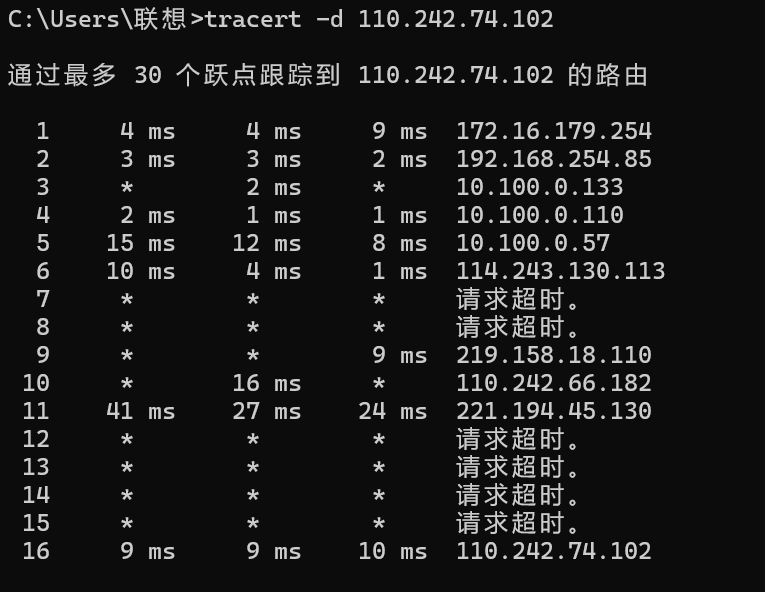 C:\Users\联想>tracert -d 110.242.74.102
通过最多 30 个跃点跟踪到 110.242.74.102 的路由
1 4 ms 4 ms 9 ms 172.16.179.254
2 3 ms 3 ms 2 ms 192.168.254.85
3 * 2 ms * 10.100.0.133
4 2 ms 1 ms 1 ms 10.100.0.110
5 15 ms 12 ms 8 ms 10.100.0.57
6 10 ms 4 ms 1 ms 114.243.130.113
7 * * * 请求超时。
8 * * * 请求超时。
9 * * 9 ms 219.158.18.110
10 * 16 ms * 110.242.66.182
11 41 ms 27 ms 24 ms 221.194.45.130
12 * * * 请求超时。
13 * * * 请求超时。
14 * * * 请求超时。
15 * * * 请求超时。
16 9 ms 9 ms 10 ms 110.242.74.102